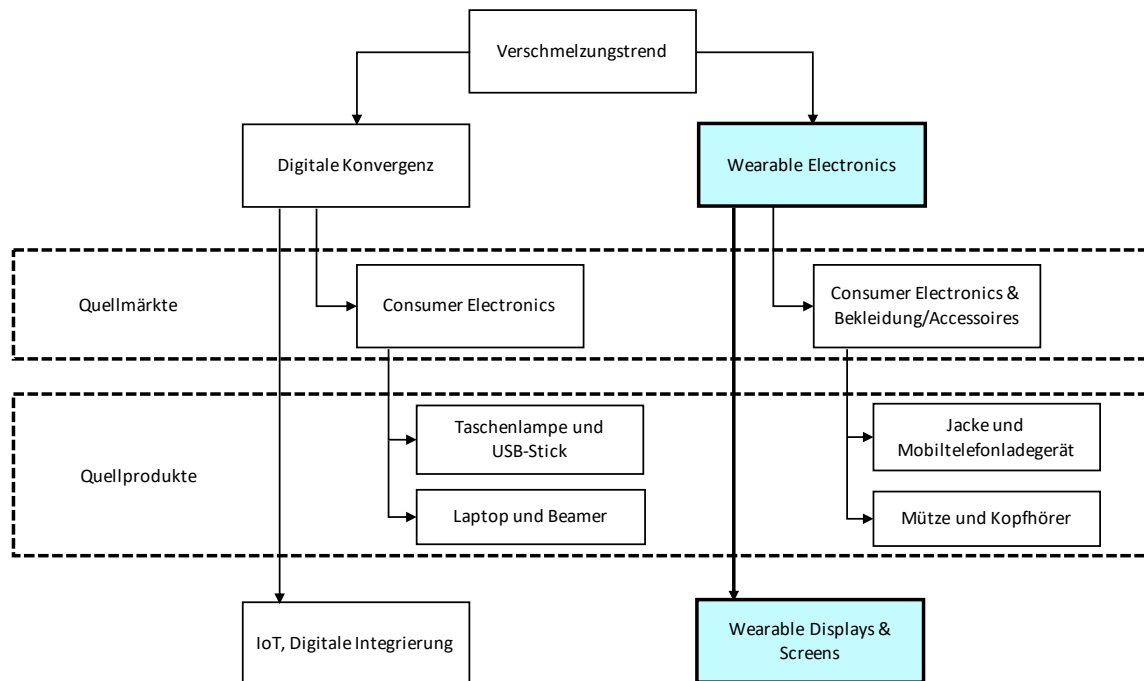 Verschmelzungstrend
Digitale Konvergenz
Wearable Electronics
Quellmärkte
Consumer Electronics
Consumer Electronics &
Bekleidung/Accessoires
Quellprodukte
Taschenlampe und
USB-Stick
Jacke und
Mobiltelefonladegerät
Laptop und Beamer
Mütze und Kopfhörer
IoT, Digitale Integrierung
Wearable Displays &
Screens